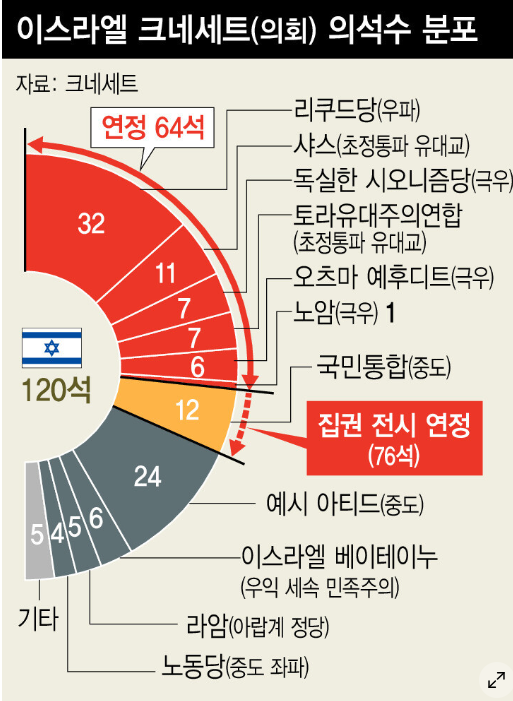 이스라엘 크네세트(의회) 의석수 분포
자료: 크네세트
연정 64석
리쿠드당(우파)
샤스(초정통파 유대교)
독실한 시오니즘당(극우)
토라유대주의연합
(초정통파 유대교)
오츠마 예후디트(극우)
노암(극우) 1
국민통합(중도)
집권 전시 연정
(76석)
예시 아티드(중도)
이스라엘 베이테이누
(우익 세속 민족주의)
라암(아랍계 정당)
노동당(중도 좌파)
기타
32
11
7
7
6
12
24
6
5
4
5
120석